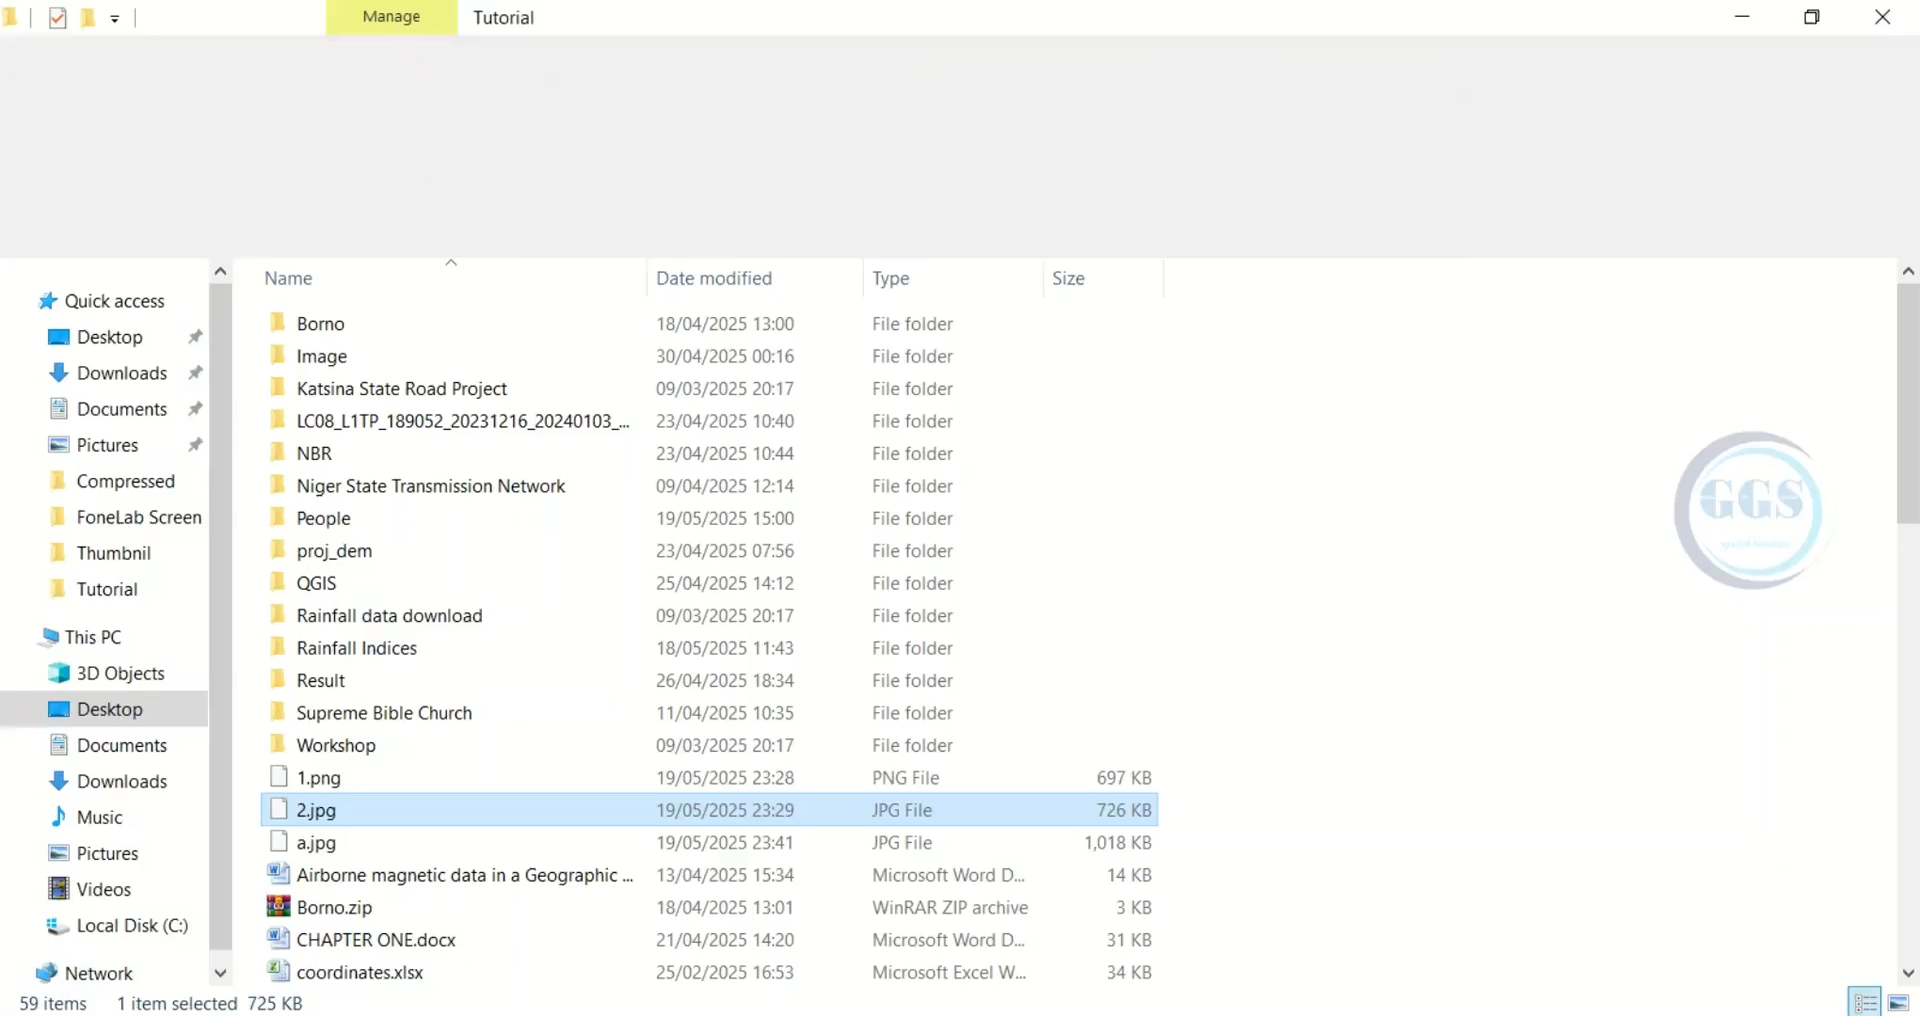 Manage Tutorial
Name Date modified Type Size
Quick access
Desktop
Downloads
Documents
Pictures
Compressed
FoneLab Screen
Thumbnil
Tutorial
This PC
3D Objects
Desktop
Documents
Downloads
Music
Pictures
Videos
Local Disk (C:)
Network
Borno 18/04/2025 13:00 File folder
Image 30/04/2025 00:16 File folder
Katsina State Road Project 09/03/2025 20:17 File folder
LC08_L1TP_189052_20231216_20240103_... 23/04/2025 10:40 File folder
NBR 23/04/2025 10:44 File folder
Niger State Transmission Network 09/04/2025 12:14 File folder
People 19/05/2025 15:00 File folder
proj_dem 23/04/2025 07:56 File folder
QGIS 25/04/2025 14:12 File folder
Rainfall data download 09/03/2025 20:17 File folder
Rainfall Indices 18/05/2025 11:43 File folder
Result 26/04/2025 18:34 File folder
Supreme Bible Church 11/04/2025 10:35 File folder
Workshop 09/03/2025 20:17 File folder
1.png 19/05/2025 23:28 PNG File 697 KB
2.jpg 19/05/2025 23:29 JPG File 726 KB
a.jpg 19/05/2025 23:41 JPG File 1,018 KB
Airborne magnetic data in a Geographic ... 13/04/2025 15:34 Microsoft Word D... 14 KB
Borno.zip 18/04/2025 13:01 WinRAR ZIP archive 3 KB
CHAPTER ONE.docx 21/04/2025 14:20 Microsoft Word D... 31 KB
coordinates.xlsx 25/02/2025 16:53 Microsoft Excel W... 34 KB
GGS
59 items 1 item selected 725 KB